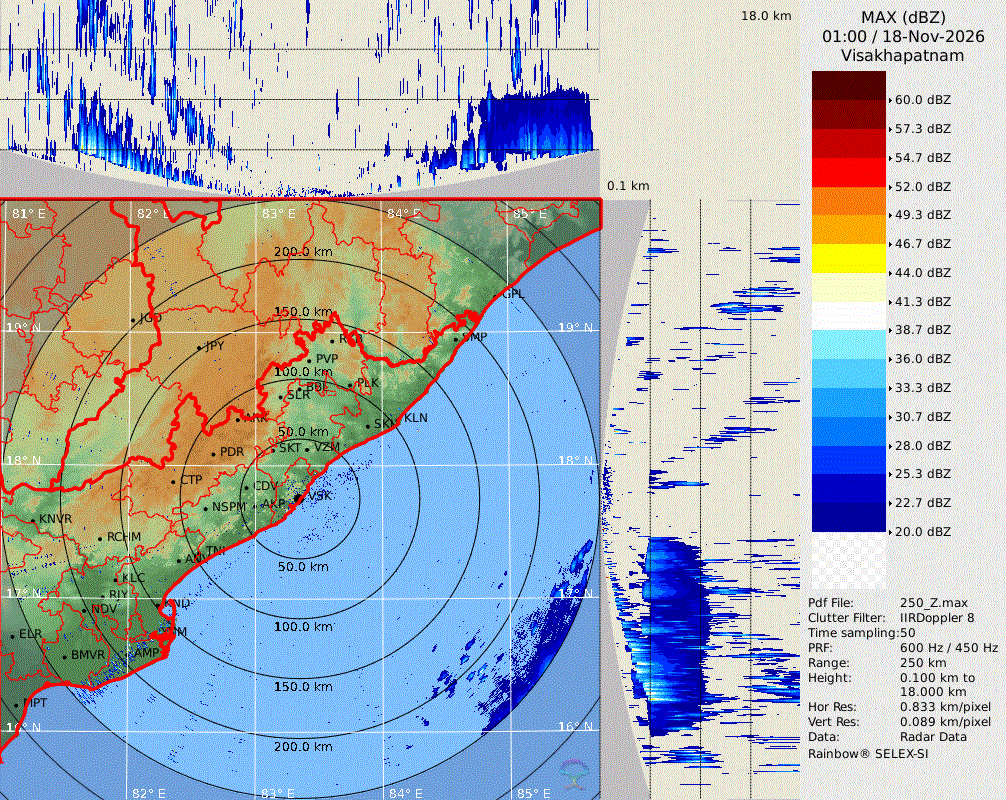 18.0 km
MAX (dBZ)
01:00 / 18-Nov-2026
Visakhapatnam
60.0 dBZ
57.3 dBZ
54.7 dBZ
52.0 dBZ
49.3 dBZ
46.7 dBZ
44.0 dBZ
41.3 dBZ
38.7 dBZ
36.0 dBZ
33.3 dBZ
30.7 dBZ
28.0 dBZ
25.3 dBZ
22.7 dBZ
20.0 dBZ
0.1 km
81° E 82° E 83° E 84° E 85° E
200.0 km
GPL
150.0 km
JGD
19° N 19° N
RGD SMP
JPY
PVP
100.0 km
BBL PLK
SLR
KLN
SKL
50.0 km
SKT VZM
PDR
18° N 18° N
CTP
CDV
VSK
NSPM AKP
KNVR
RCHM
TNI
50.0 km
KLC
RJY
17° N 17° N
KND
NDV
100.0 km
ELR
BMVR AMP
150.0 km
MPT
16° N 16° N
200.0 km
82° E 83° E 84° E 85° E
Pdf File: 250_Z.max
Clutter Filter: IIRDoppler 8
Time sampling:50
PRF: 600 Hz / 450 Hz
Range: 250 km
Height: 0.100 km to
18.000 km
Hor Res: 0.833 km/pixel
Vert Res: 0.089 km/pixel
Data: Radar Data
Rainbow® SELEX-SI